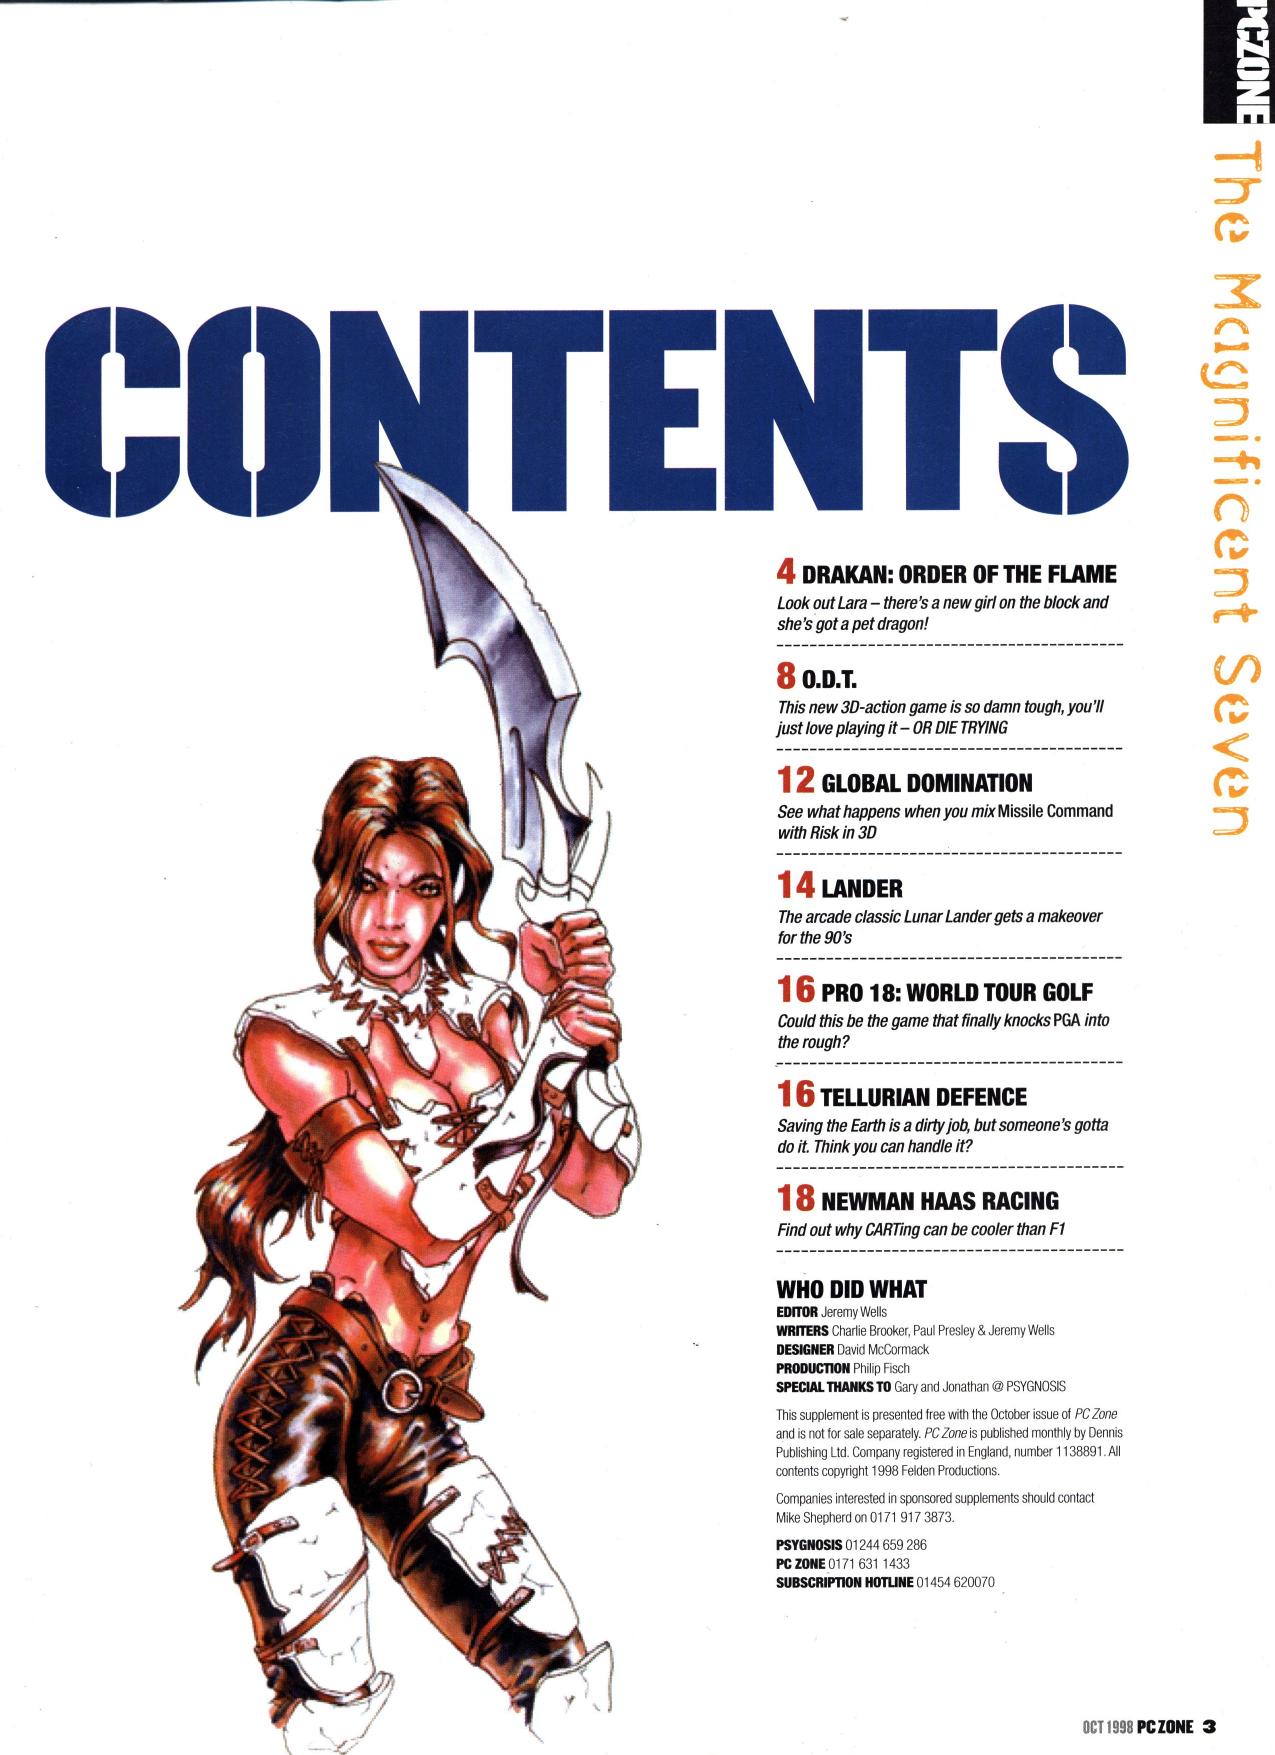 PCZONE
The Magnificent Seven
CONTENTS
4 DRAKAN: ORDER OF THE FLAME
Look out Lara – there's a new girl on the block and
she's got a pet dragon!
8 O.D.T.
This new 3D-action game is so damn tough, you'll
just love playing it – OR DIE TRYING
12 GLOBAL DOMINATION
See what happens when you mix Missile Command
with Risk in 3D
14 LANDER
The arcade classic Lunar Lander gets a makeover
for the 90's
16 PRO 18: WORLD TOUR GOLF
Could this be the game that finally knocks PGA into
the rough?
16 TELLURIAN DEFENCE
Saving the Earth is a dirty job, but someone's gotta
do it. Think you can handle it?
18 NEWMAN HAAS RACING
Find out why CARTing can be cooler than F1
WHO DID WHAT
EDITOR Jeremy Wells
WRITERS Charlie Brooker, Paul Presley & Jeremy Wells
DESIGNER David McCormack
PRODUCTION Philip Fisch
SPECIAL THANKS TO Gary and Jonathan @ PSYGNOSIS
This supplement is presented free with the October issue of PC Zone
and is not for sale separately. PC Zone is published monthly by Dennis
Publishing Ltd. Company registered in England, number 1138891. All
contents copyright 1998 Felden Productions.
Companies interested in sponsored supplements should contact
Mike Shepherd on 0171 917 3873.
PSYGNOSIS 01244 659 286
PC ZONE 0171 631 1433
SUBSCRIPTION HOTLINE 01454 620070
OCT 1998 PC ZONE 3